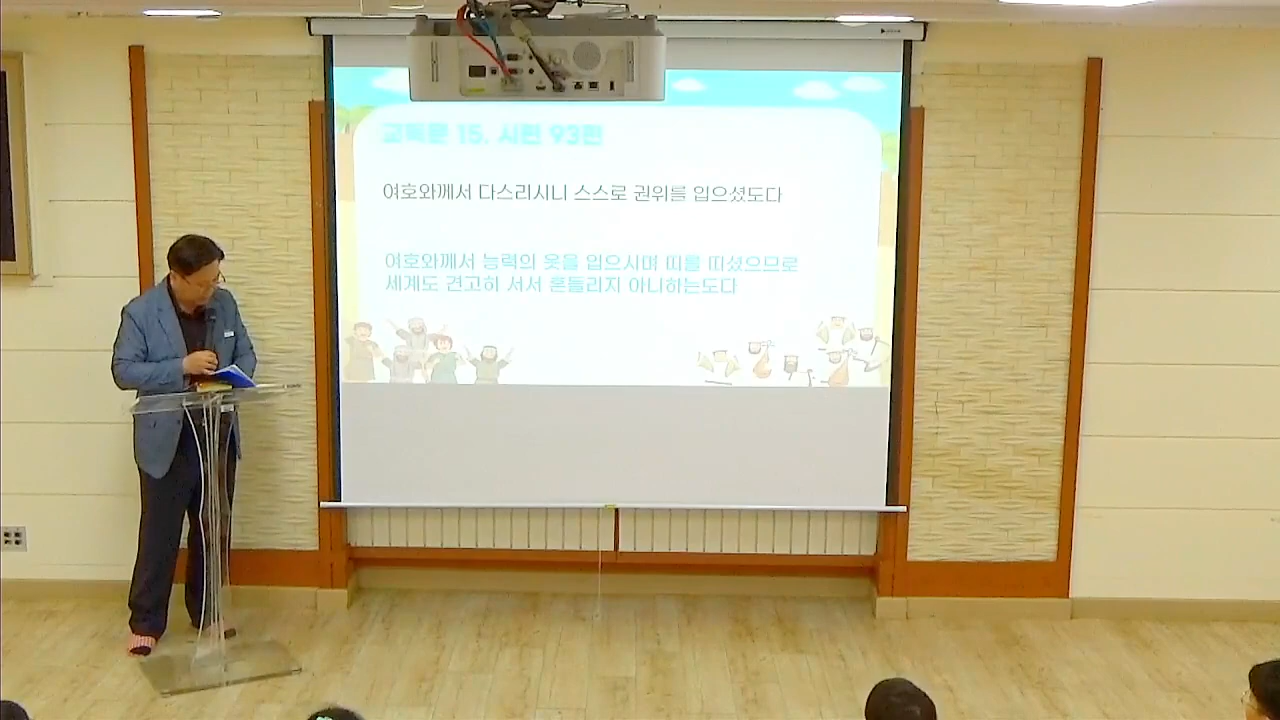 교독문 15. 시편 93편
여호와께서 다스리시니 스스로 권위를 입으셨도다
여호와께서 능력의 옷을 입으시며 띠를 띠셨으므로
세계도 견고히 서서 흔들리지 아니하는도다